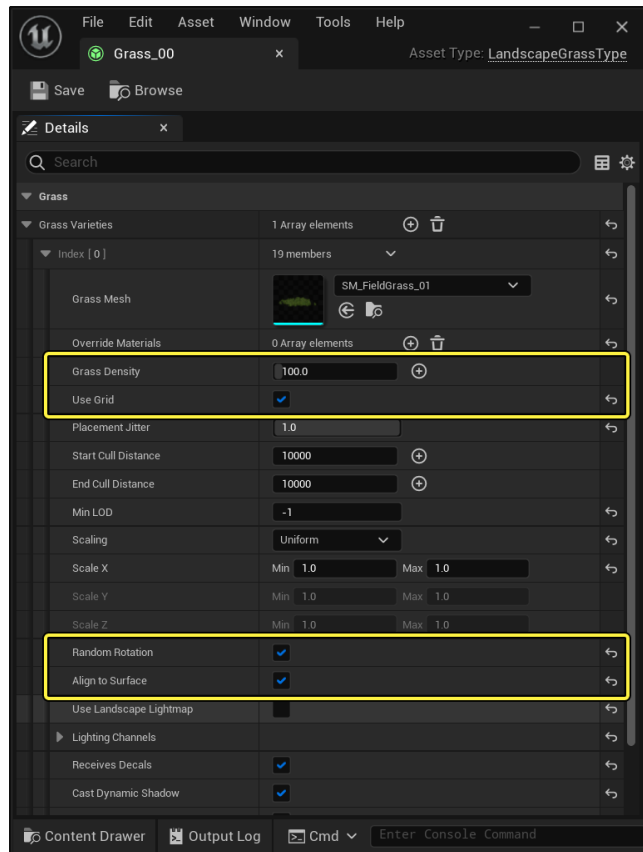 File Edit Asset Window Tools Help
Grass_00
Asset Type: LandscapeGrassType
Save Browse
Details
Search
Grass
Grass Varieties 1 Array elements
Index [ 0 ] 19 members
Grass Mesh SM_FieldGrass_01
Override Materials 0 Array elements
Grass Density 100.0
Use Grid
Placement Jitter 1.0
Start Cull Distance 10000
End Cull Distance 10000
Min LOD -1
Scaling Uniform
Scale X Min 1.0 Max 1.0
Scale Y Min 1.0 Max 1.0
Scale Z Min 1.0 Max 1.0
Random Rotation
Align to Surface
Use Landscape Lightmap
Lighting Channels
Receives Decals
Cast Dynamic Shadow
Content Drawer Output Log Cmd Enter Console Command